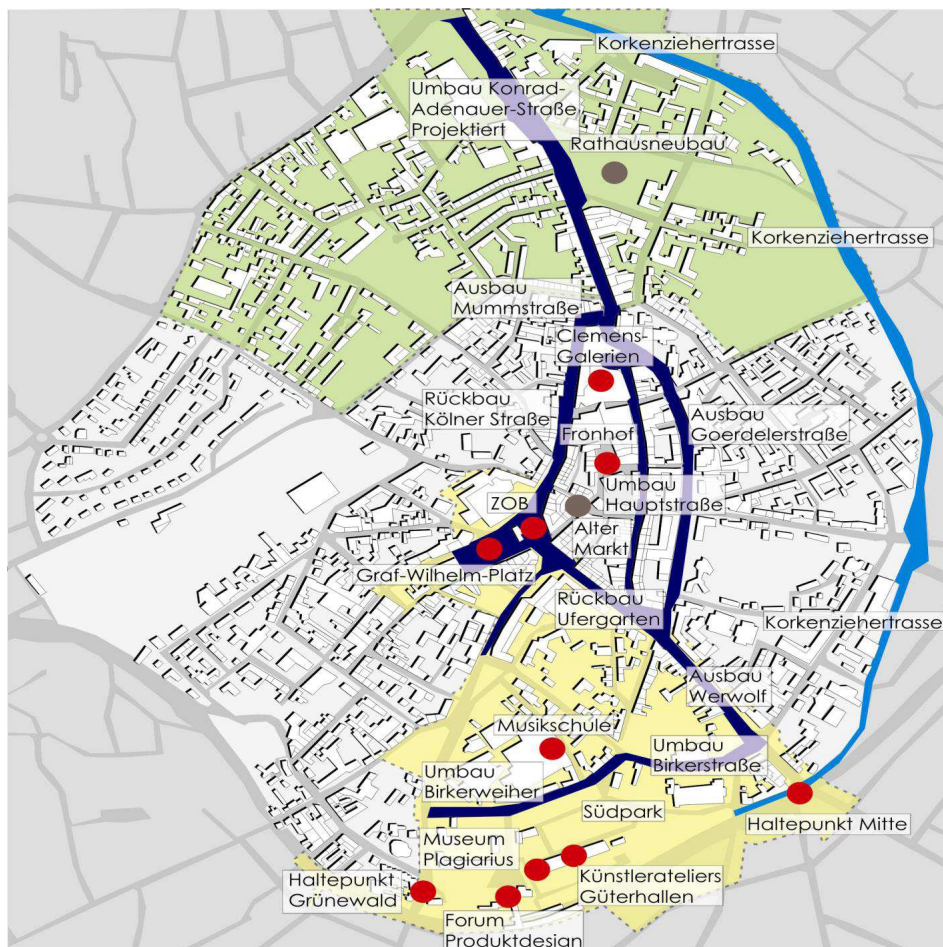 Korkenziehertrasse
Umbau Konrad-
Adenauer-Straße
Projektiert
Rathausneubau
Korkenziehertrasse
Ausbau
Mummstraße
Clemens-
Galerien
Rückbau
Kölner Straße
Ausbau
Goerdelerstraße
Fronhof
Umbau
Hauptstraße
ZOB
Alter
Markt
Graf-Wilhelm-Platz
Rückbau
Ufergarten
Korkenziehertrasse
Ausbau
Werwolf
Musikschule
Umbau
Birkerstraße
Umbau
Birkerweiher
Südpark
Haltepunkt Mitte
Museum
Plagiarius
Haltepunkt
Grünewald
Künstlerateliers
Güterhallen
Forum
Produktdesign